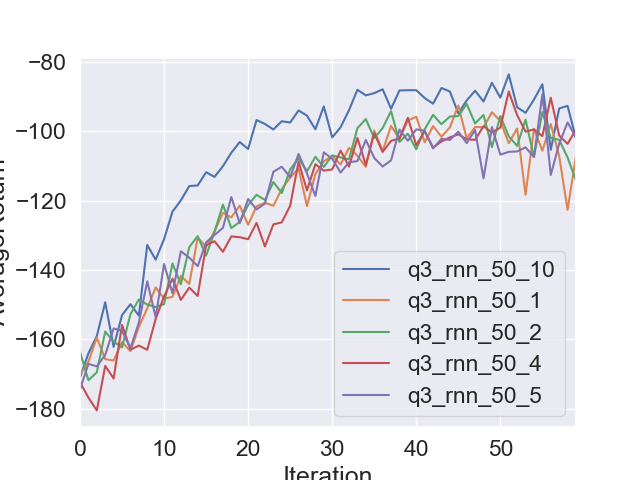 −80
−100
−120
−140
−160
−180
0 10 20 30 40 50
AverageReturn
Iteration
q3_rnn_50_10
q3_rnn_50_1
q3_rnn_50_2
q3_rnn_50_4
q3_rnn_50_5